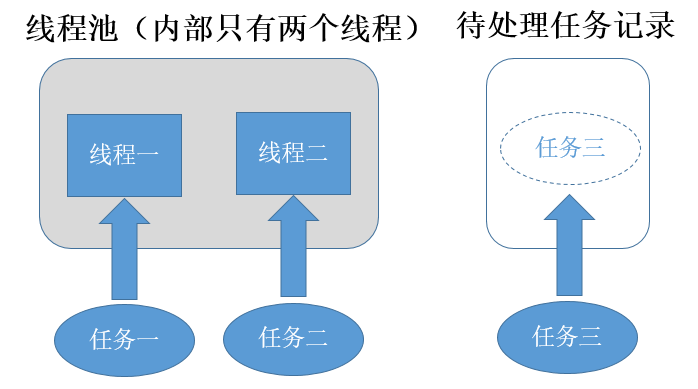 线程池（内部只有两个线程）
待处理任务记录
线程一
线程二
任务三
任务一
任务二
任务三